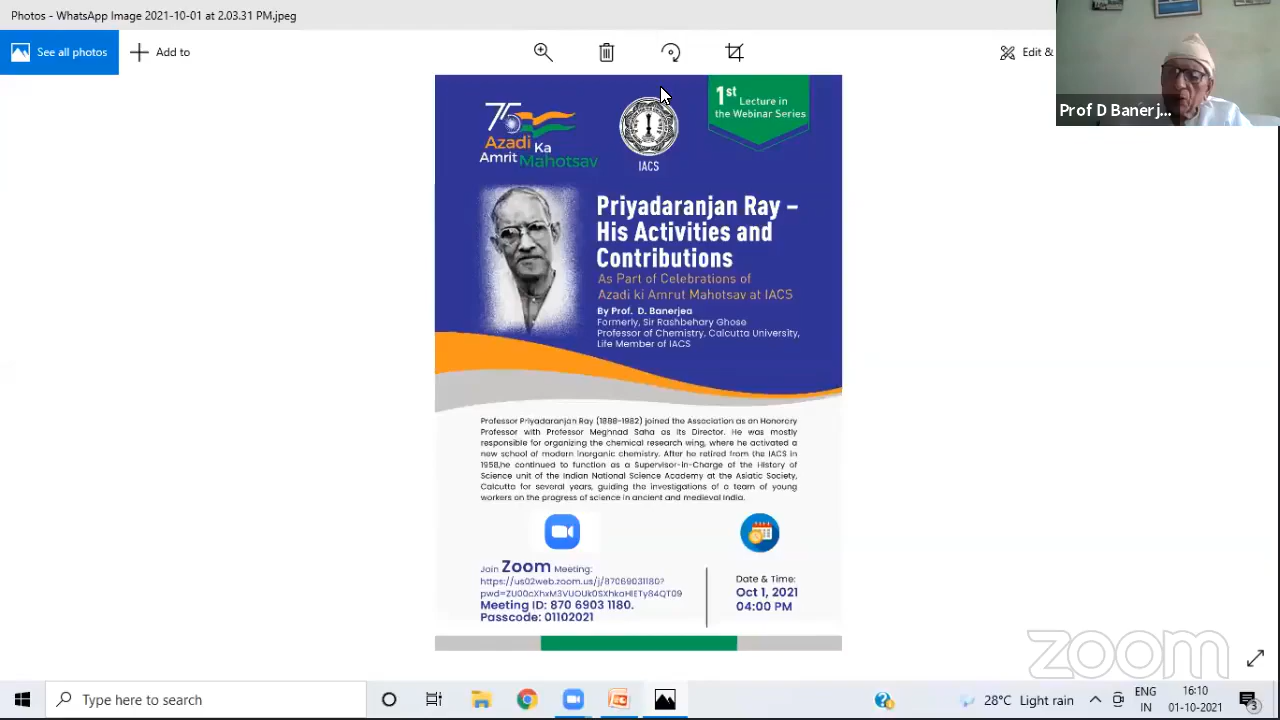 Photos - WhatsApp Image 2021-10-01 at 2.03.31 PM.jpeg
See all photos
Add to
Edit &
Prof D Banerj...
75
Azadi Ka
Amrit Mahotsav
IACS
1st Lecture in
the Webinar Series
Priyadaranjan Ray –
His Activities and
Contributions
As Part of Celebrations of
Azadi ki Amrut Mahotsav at IACS
By Prof. D. Banerjea
Formerly, Sir Rashbehary Ghose
Professor of Chemistry, Calcutta University,
Life Member of IACS
Professor Priyadaranjan Ray (1888-1982) joined the Association as an Honorary
Professor with Professor Meghnad Saha as its Director. He was mostly
responsible for organizing the chemical research wing, where he activated a
new school of modern inorganic chemistry. After he retired from the IACS in
1958,he continued to function as a Supervisor-in-Charge of the History of
Science unit of the Indian National Science Academy at the Asiatic Society,
Calcutta for several years, guiding the investigations of a team of young
workers on the progress of science in ancient and medieval India.
Join Zoom Meeting:
https://us02web.zoom.us/j/87069031180?
Meeting ID: 870 6903 1180.
Passcode: 01102021
Date & Time:
Oct 1, 2021
04:00 PM
zoom
Type here to search
28°C Light rain
ENG
IN
16:10
01-10-2021
3